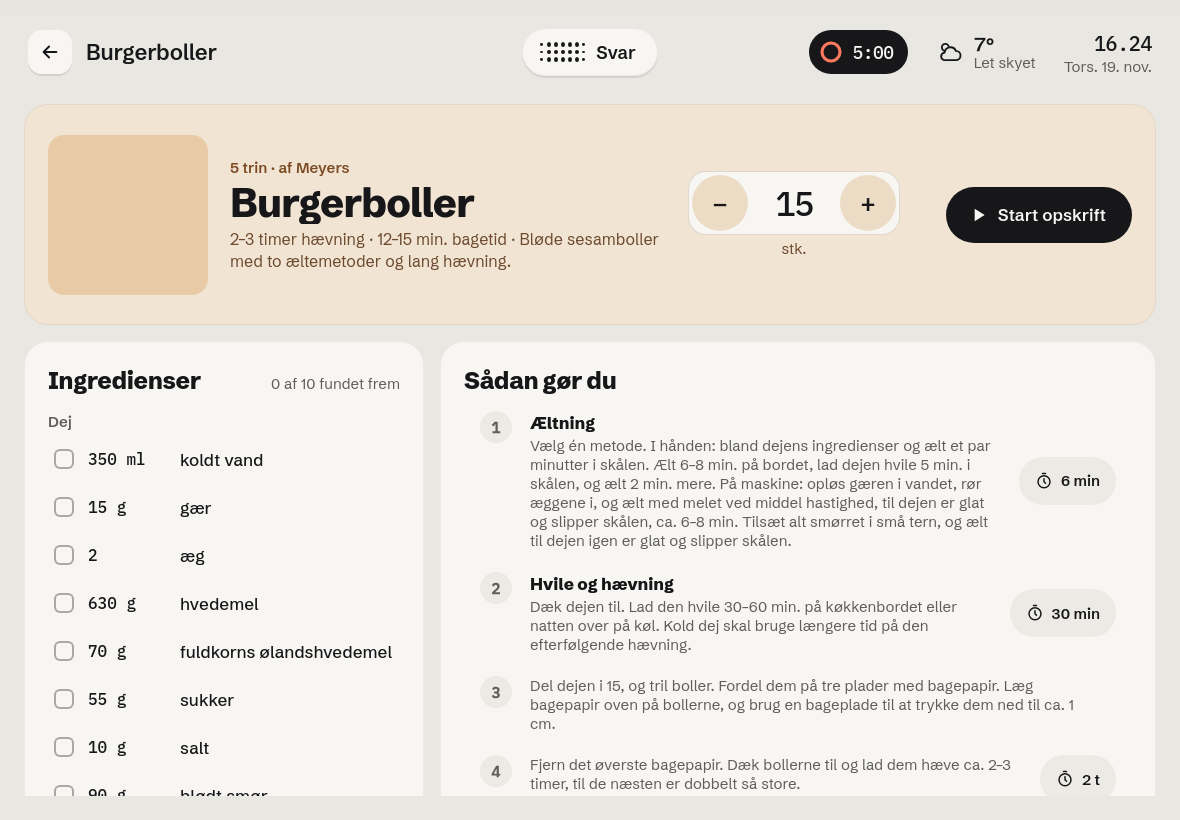 Burgerboller
Svar
5:00
7°
Let skyet
16.24
Tors. 19. nov.
5 trin · af Meyers
Burgerboller
2–3 timer hævning · 12–15 min. bagetid · Bløde sesamboller
med to æltemetoder og lang hævning.
− 15 +
stk.
Start opskrift
Ingredienser
0 af 10 fundet frem
Dej
350 ml koldt vand
15 g gær
2 æg
630 g hvedemel
70 g fuldkorns ølandshvedemel
55 g sukker
10 g salt
90 g blødt smør
Sådan gør du
1 Æltning
Vælg én metode. I hånden: bland dejens ingredienser og ælt et par
minutter i skålen. Ælt 6–8 min. på bordet, lad dejen hvile 5 min. i
skålen, og ælt 2 min. mere. På maskine: opløs gæren i vandet, rør
æggene i, og ælt med melet ved middel hastighed, til dejen er glat
og slipper skålen, ca. 6–8 min. Tilsæt alt smørret i små tern, og ælt
til dejen igen er glat og slipper skålen.
6 min
2 Hvile og hævning
Dæk dejen til. Lad den hvile 30–60 min. på køkkenbordet eller
natten over på køl. Kold dej skal bruge længere tid på den
efterfølgende hævning.
30 min
3 Del dejen i 15, og tril boller. Fordel dem på tre plader med bagepapir. Læg
bagepapir oven på bollerne, og brug en bageplade til at trykke dem ned til ca. 1
cm.
4 Fjern det øverste bagepapir. Dæk bollerne til og lad dem hæve ca. 2–3
timer, til de næsten er dobbelt så store.
2 t